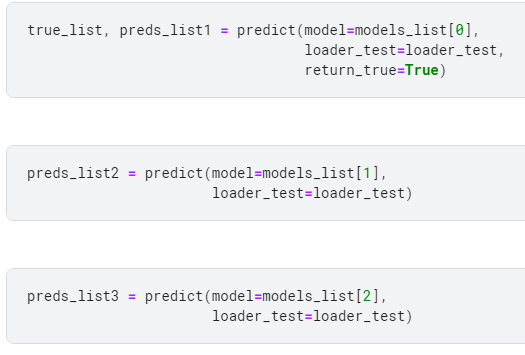 true_list, preds_list1 = predict(model=models_list[0],
loader_test=loader_test,
return_true=True)
preds_list2 = predict(model=models_list[1],
loader_test=loader_test)
preds_list3 = predict(model=models_list[2],
loader_test=loader_test)